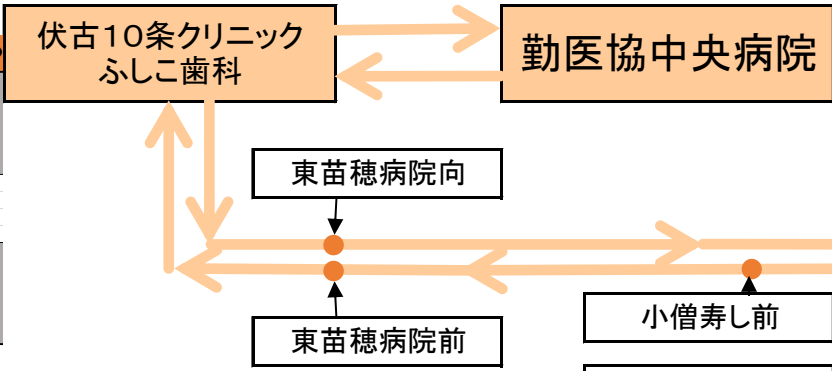 伏古10条クリニック
ふしこ歯科
勤医協中央病院
東苗穂病院向
東苗穂病院前
小僧寿し前